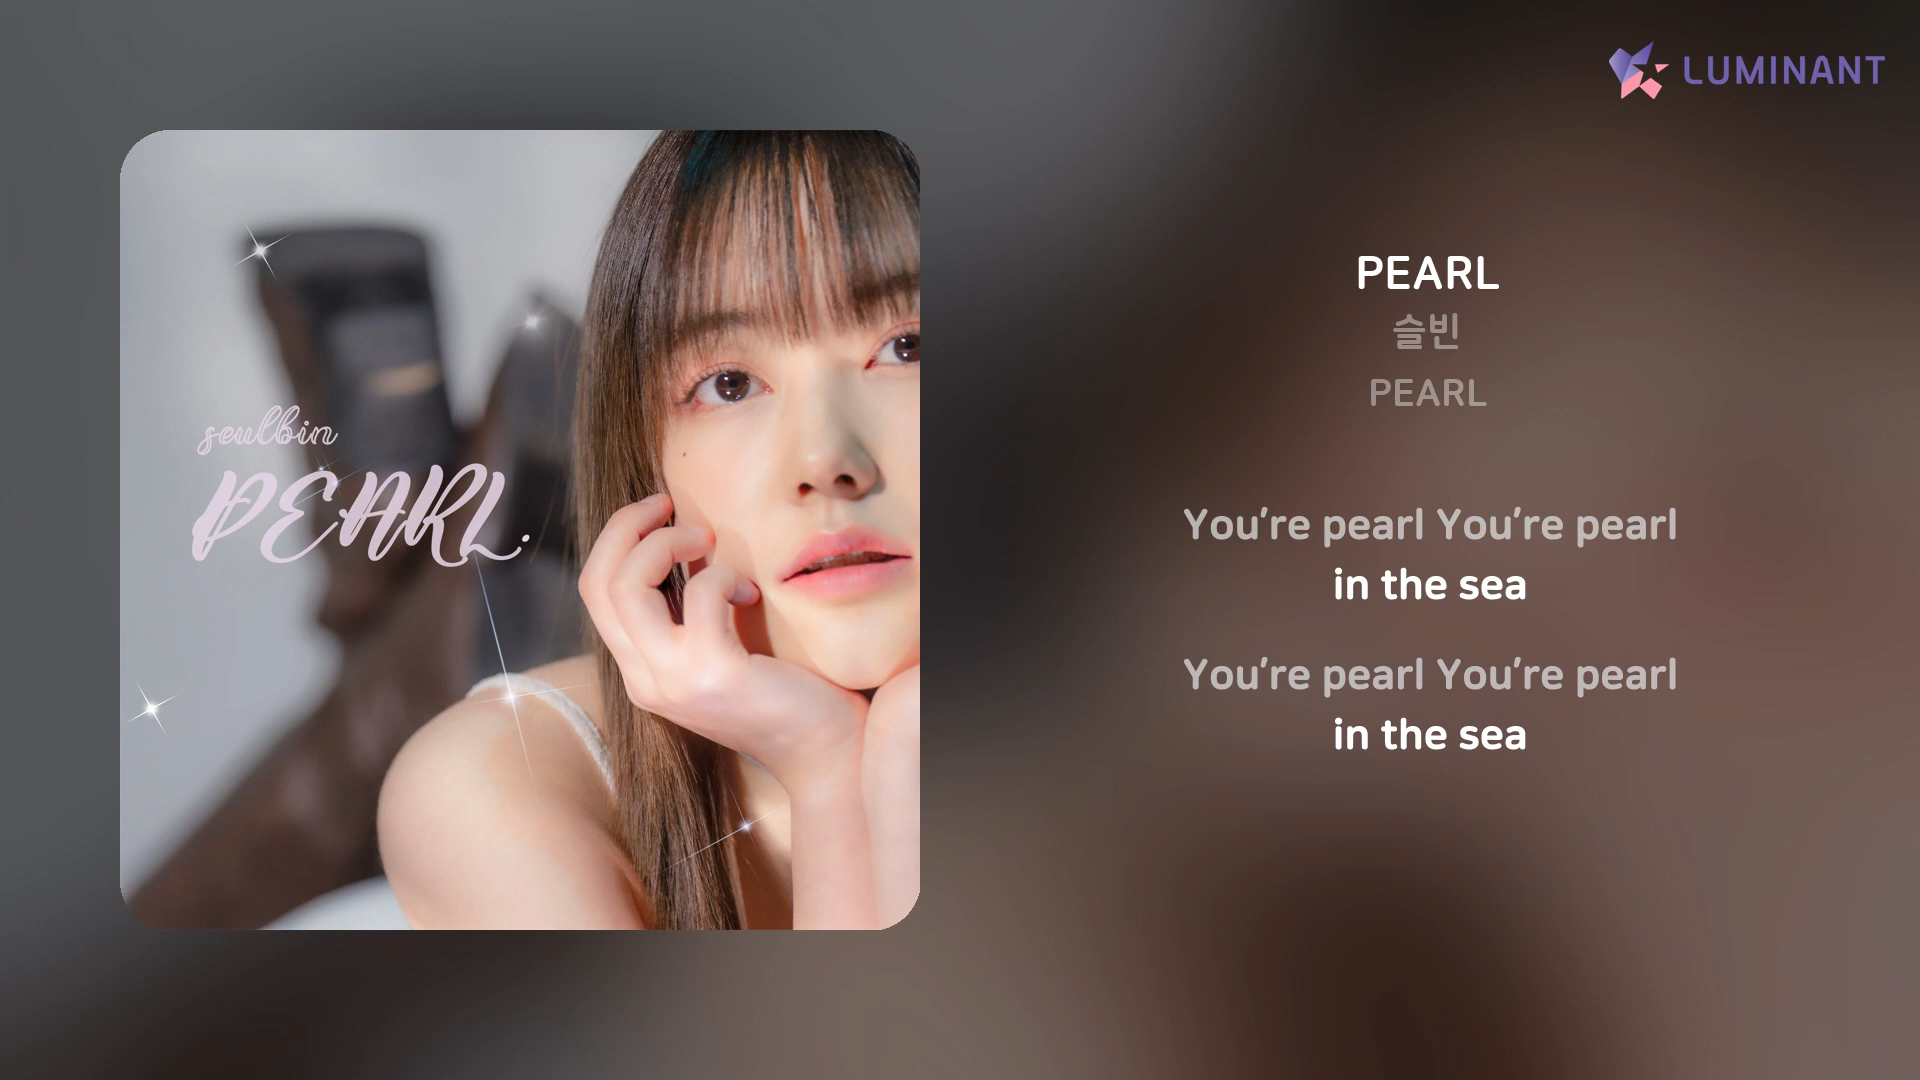 LUMINANT
seulbin
PEARL.
PEARL
슬빈
PEARL
You're pearl You're pearl
in the sea
You're pearl You're pearl
in the sea